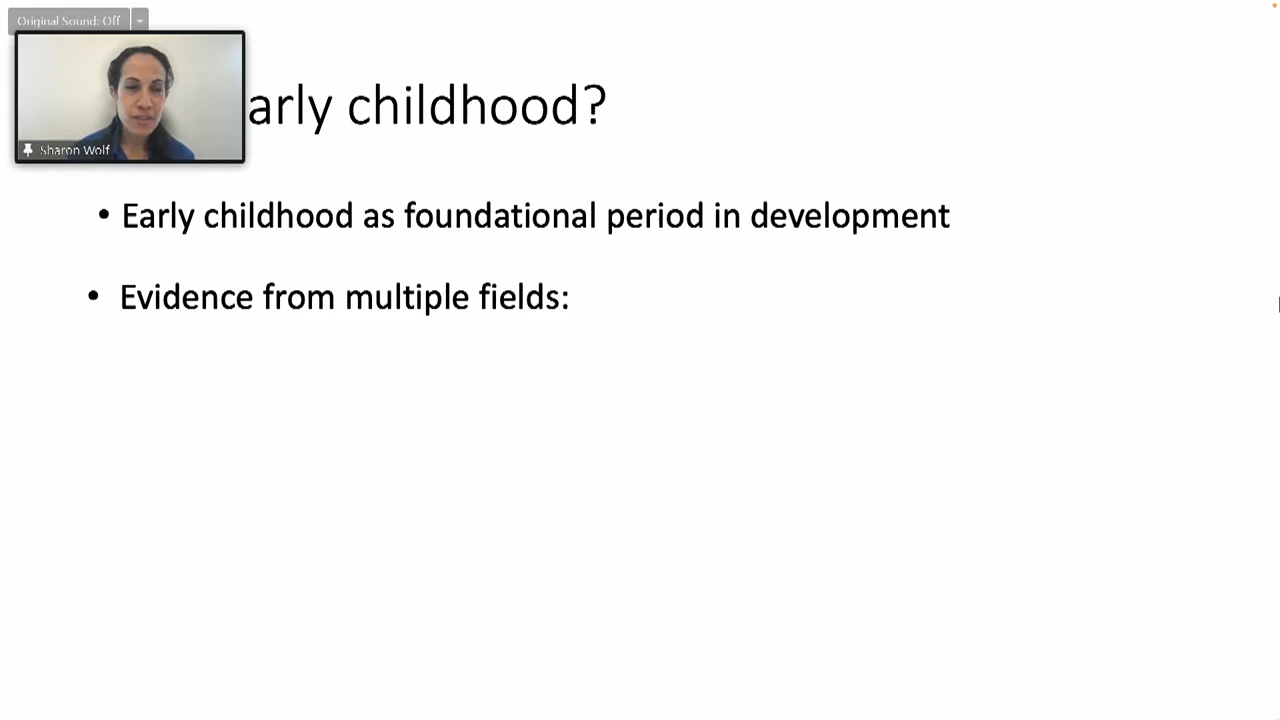 Original Sound: Off
Sharon Wolf
arly childhood?
• Early childhood as foundational period in development
• Evidence from multiple fields: